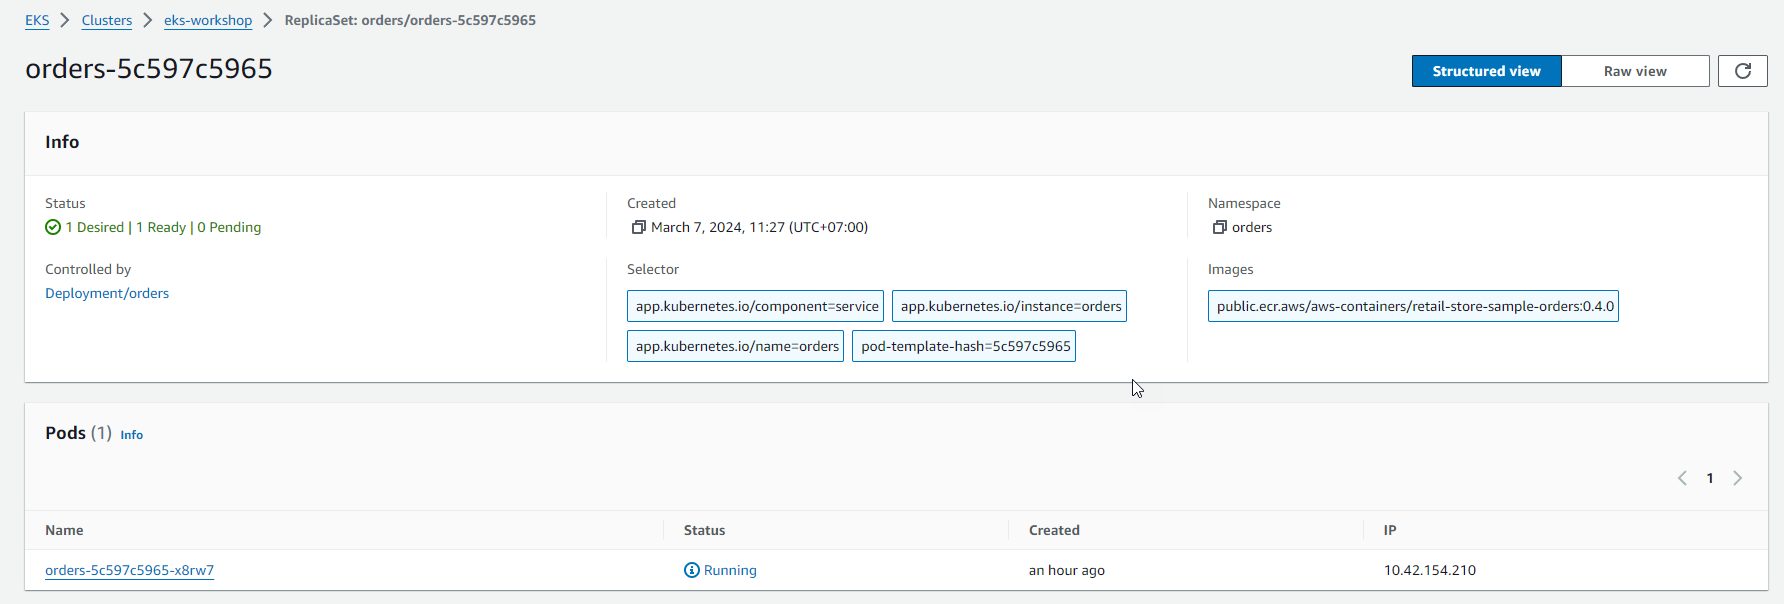 EKS Clusters eks-workshop ReplicaSet: orders/orders-5c597c5965
orders-5c597c5965
Structured view Raw view
Info
Status
1 Desired | 1 Ready | 0 Pending
Created
March 7, 2024, 11:27 (UTC+07:00)
Namespace
orders
Controlled by
Deployment/orders
Selector
app.kubernetes.io/component=service app.kubernetes.io/instance=orders
app.kubernetes.io/name=orders pod-template-hash=5c597c5965
Images
public.ecr.aws/aws-containers/retail-store-sample-orders:0.4.0
Pods (1) Info
1
Name Status Created IP
orders-5c597c5965-x8rw7 Running an hour ago 10.42.154.210